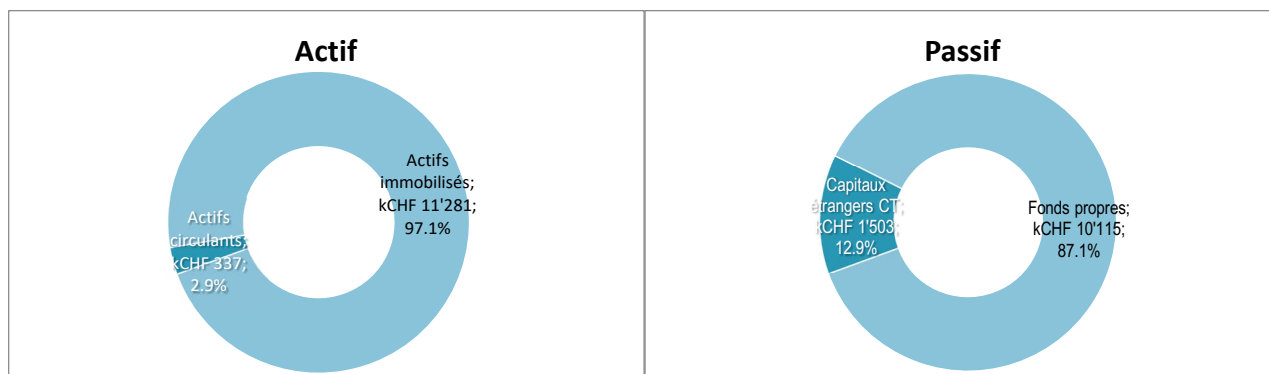 Actif
Actifs
immobilisés;
kCHF 11'281;
97.1%
Actifs
circulants;
kCHF 337;
2.9%
Passif
Capitaux
étrangers CT;
kCHF 1'503;
12.9%
Fonds propres;
kCHF 10'115;
87.1%